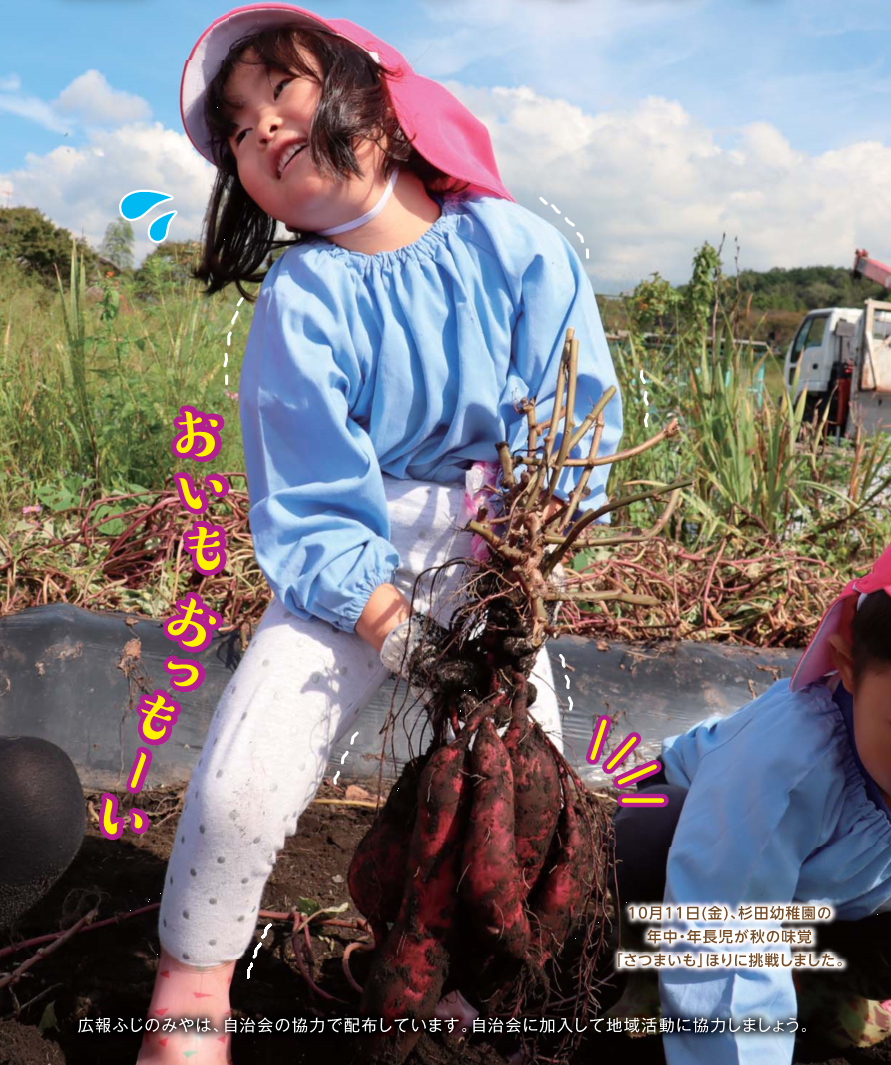 おいも おっもーい
10月11日(金)、杉田幼稚園の
年中・年長児が秋の味覚
「さつまいも」ほりに挑戦しました。
広報ふじのみやは、自治会の協力で配布しています。自治会に加入して地域活動に協力しましょう。